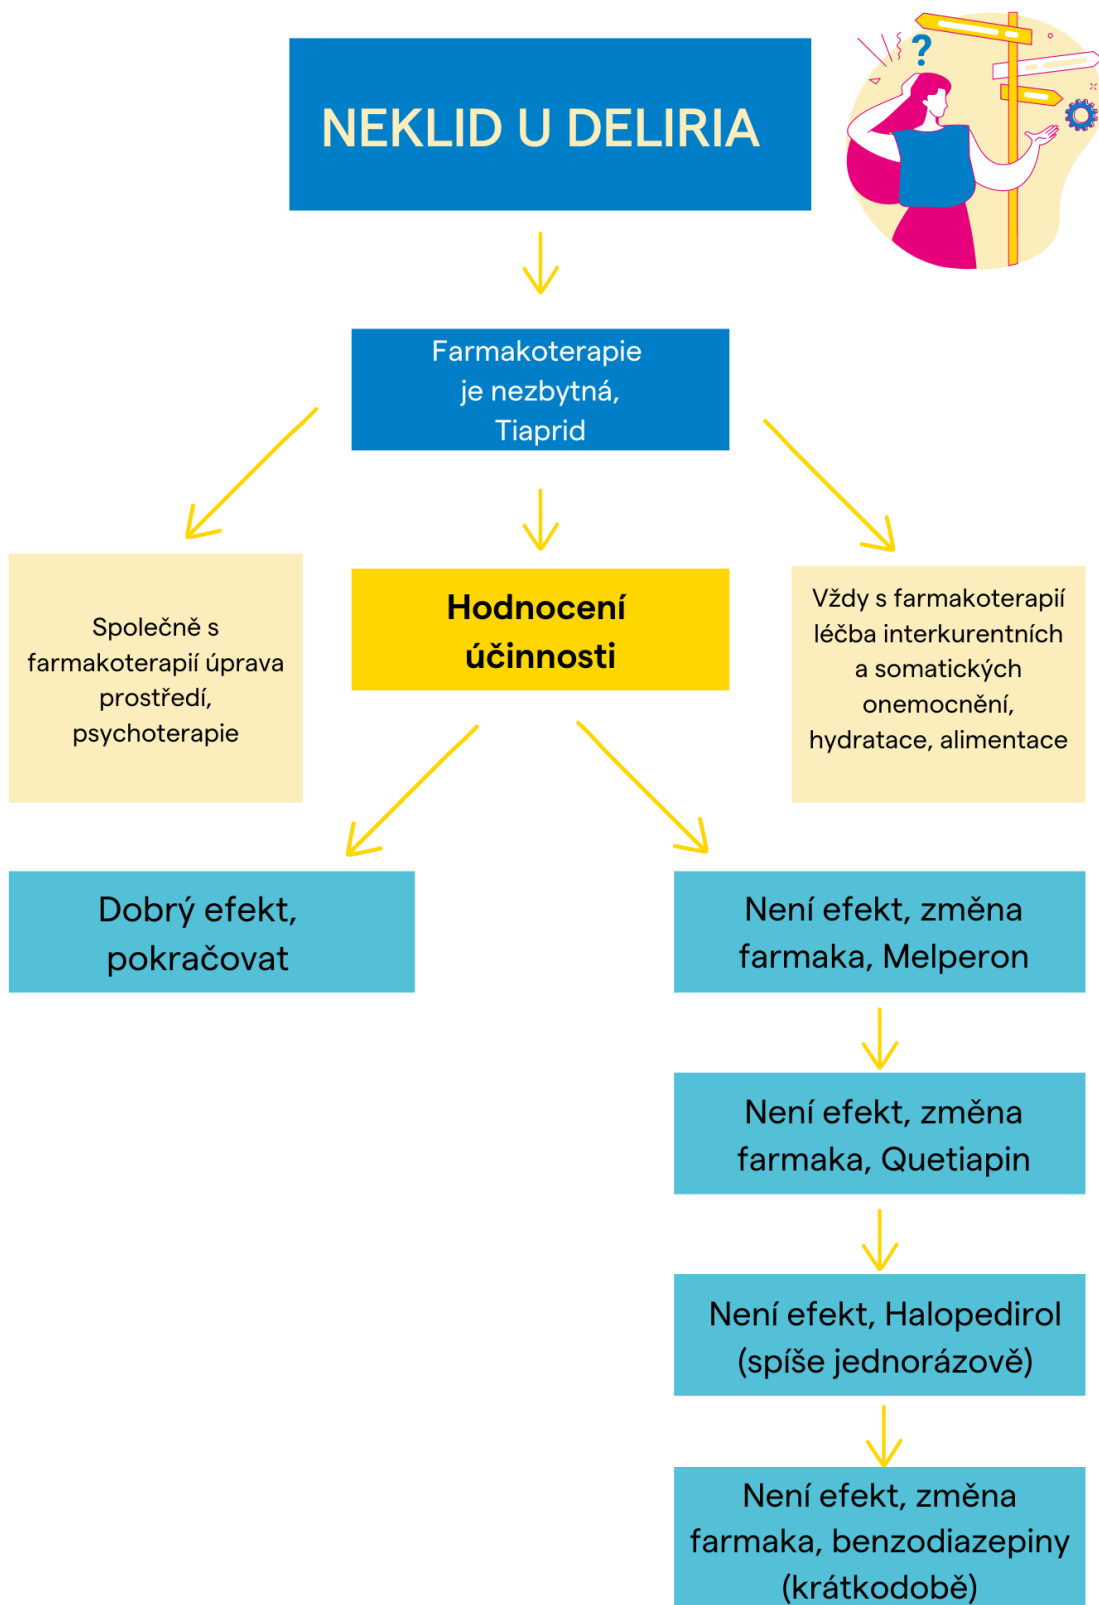 ?
NEKLID U DELIRIA
Farmakoterapie
je nezbytná,
Tiaprid
Společně s
farmakoterapií úprava
prostředí,
psychoterapie
Hodnocení
účinnosti
Vždy s farmakoterapií
léčba interkurentních
a somatických
onemocnění,
hydratace, alimentace
Dobrý efekt,
pokračovat
Není efekt, změna
farmaka, Melperon
Není efekt, změna
farmaka, Quetiapin
Není efekt, Halopedirol
(spíše jednorázově)
Není efekt, změna
farmaka, benzodiazepiny
(krátkodobě)